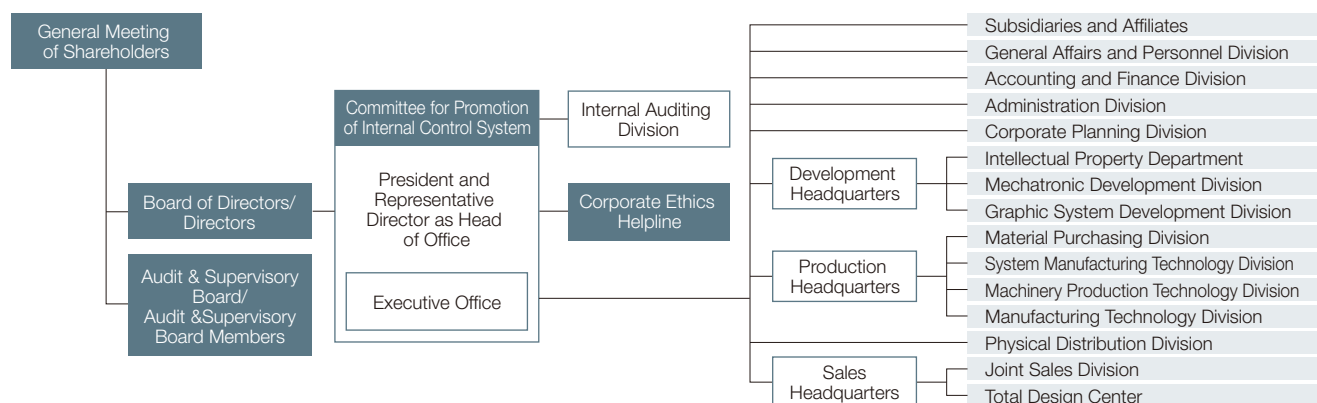 General Meeting
of Shareholders
Board of Directors/
Directors
Audit & Supervisory
Board/
Audit &Supervisory
Board Members
Committee for Promotion
of Internal Control System
President and
Representative
Director as Head
of Office
Executive Office
Internal Auditing
Division
Corporate Ethics
Helpline
Development
Headquarters
Production
Headquarters
Sales
Headquarters
Subsidiaries and Affiliates
General Affairs and Personnel Division
Accounting and Finance Division
Administration Division
Corporate Planning Division
Intellectual Property Department
Mechatronic Development Division
Graphic System Development Division
Material Purchasing Division
System Manufacturing Technology Division
Machinery Production Technology Division
Manufacturing Technology Division
Physical Distribution Division
Joint Sales Division
Total Design Center